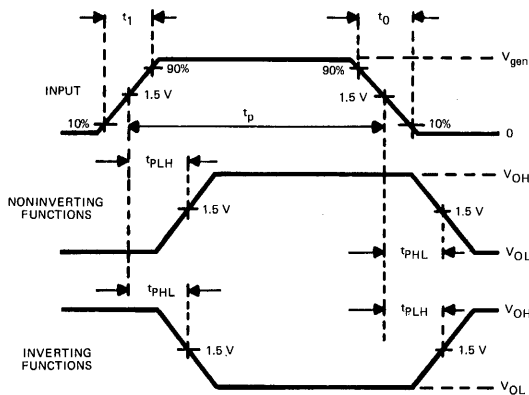 t1
t0
90%
90%
Vgen
INPUT
1.5 V
1.5 V
10%
tp
10%
0
tPLH
VOH
NONINVERTING
FUNCTIONS
1.5 V
1.5 V
tPHL
VOL
tPHL
tPLH
VOH
INVERTING
FUNCTIONS
1.5 V
1.5 V
VOL